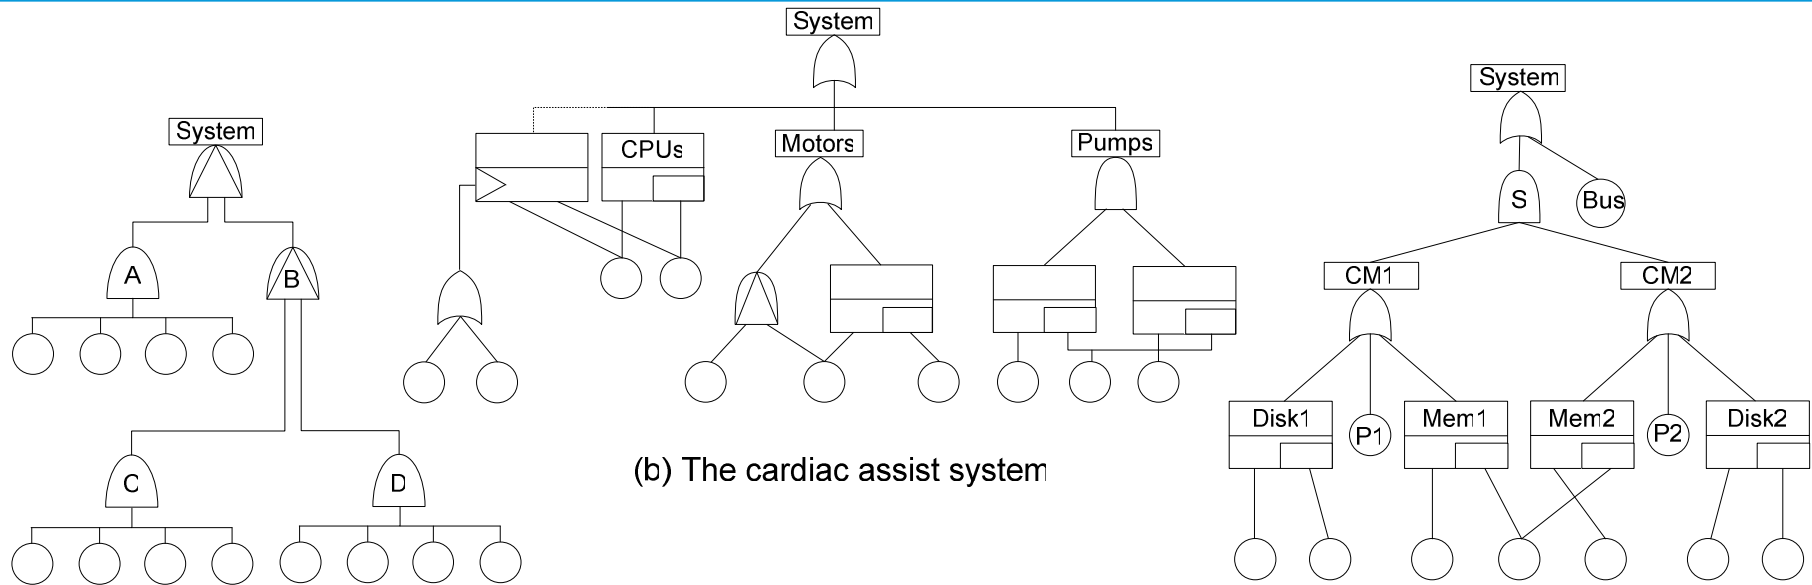 System
A
B
C
D
System
CPUs
Motors
Pumps
(b) The cardiac assist system
System
S
Bus
CM1
CM2
Disk1
P1
Mem1
Mem2
P2
Disk2